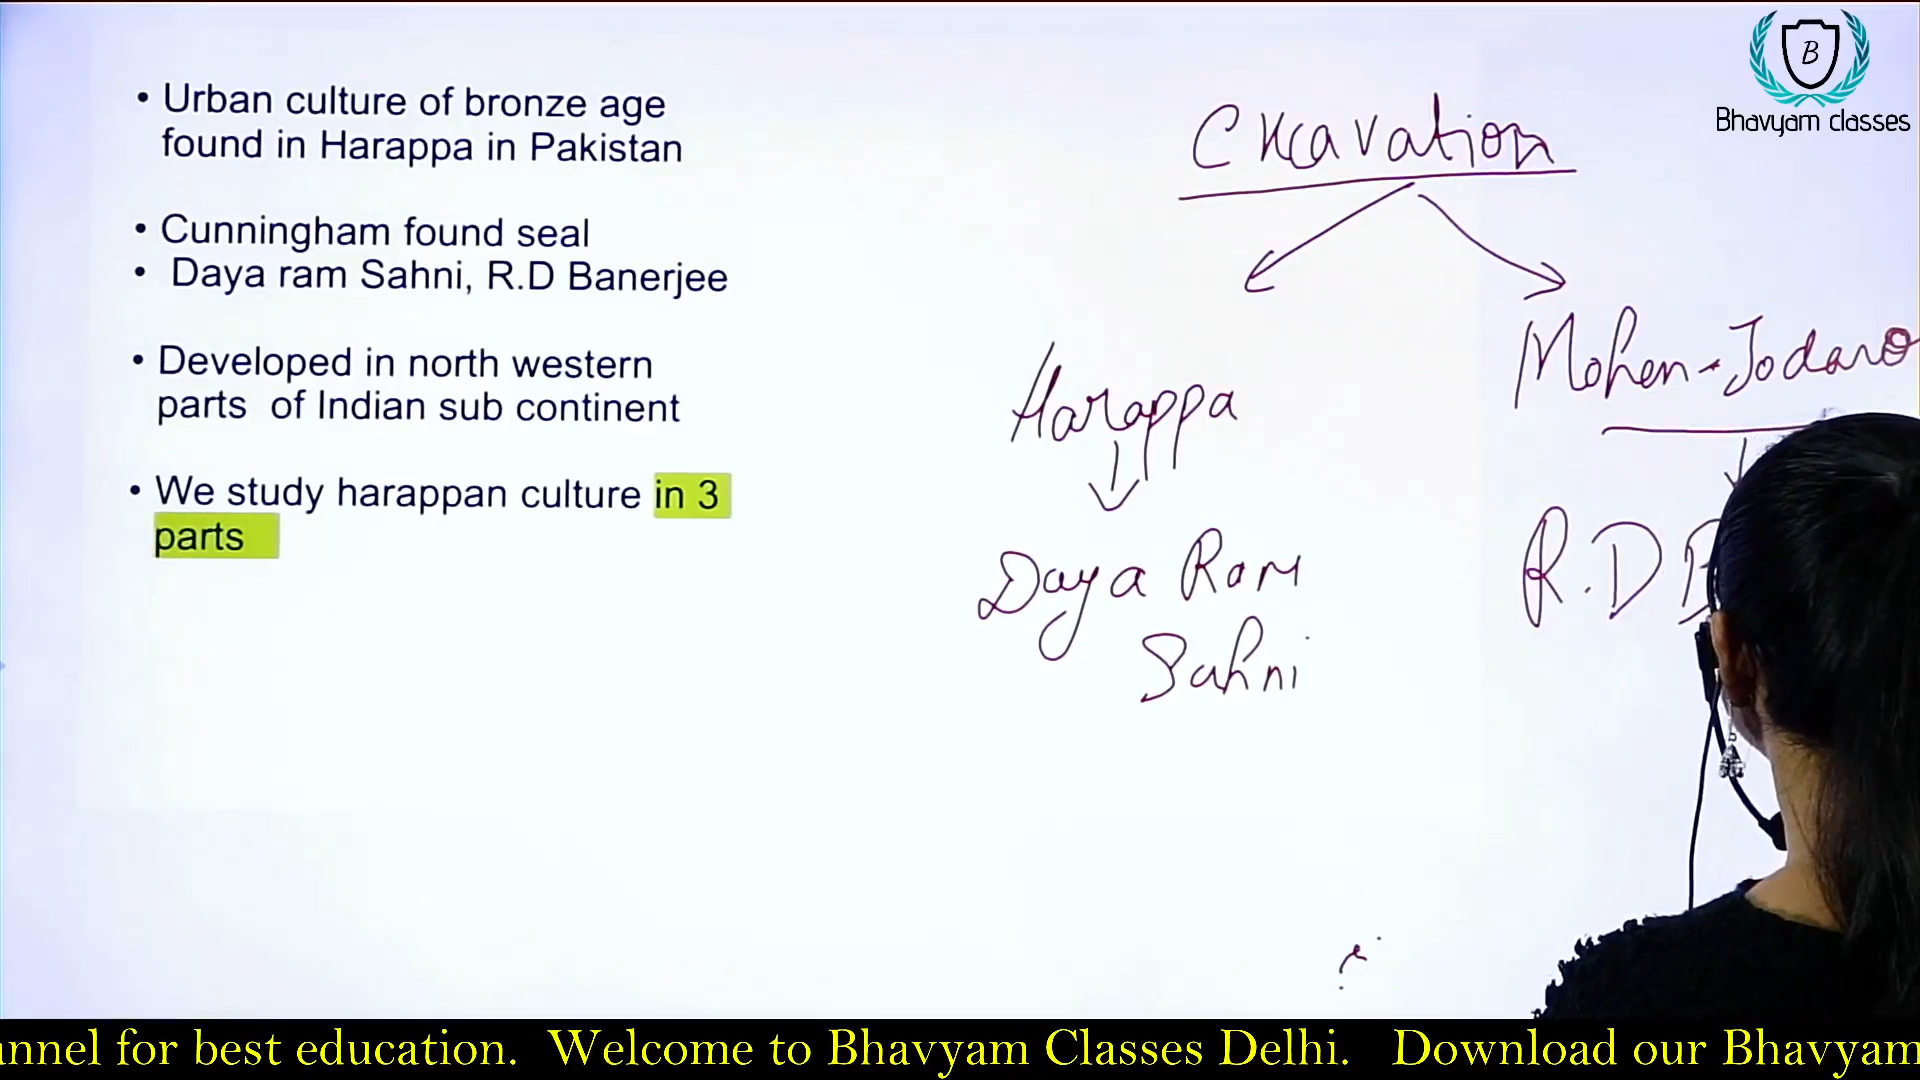 • Urban culture of bronze age
found in Harappa in Pakistan
• Cunningham found seal
• Daya ram Sahni, R.D Banerjee
• Developed in north western
parts of Indian sub continent
• We study harappan culture in 3
parts
Excavation
Harappa
Mohen-Jodaro
Daya Ram
Sahni
R.D
B
Bhavyam classes
annel for best education. Welcome to Bhavyam Classes Delhi. Download our Bhavyam